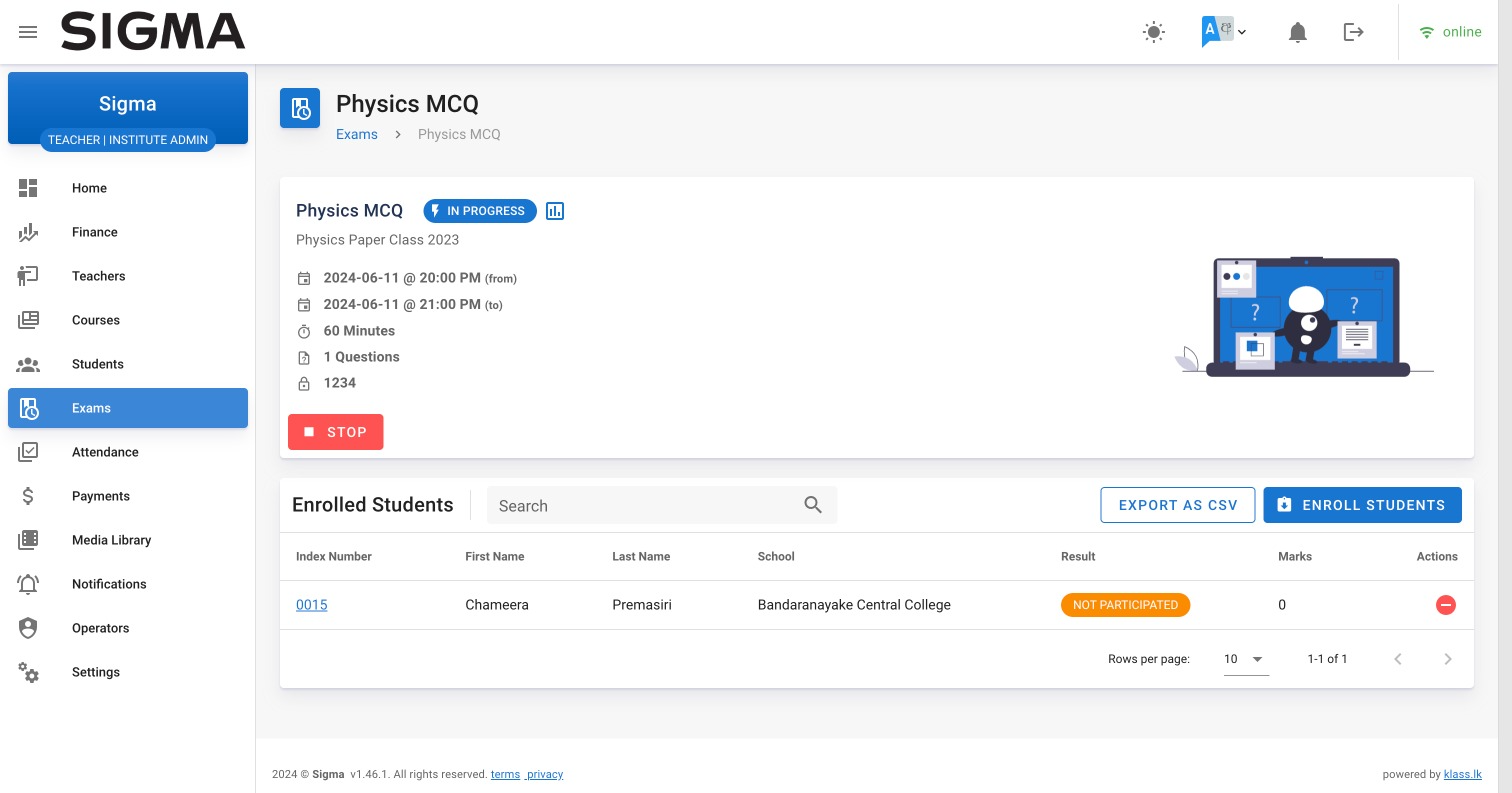 SIGMA
A
online
Sigma
TEACHER | INSTITUTE ADMIN
Home
Finance
Teachers
Courses
Students
Exams
Attendance
Payments
Media Library
Notifications
Operators
Settings
Physics MCQ
Exams > Physics MCQ
Physics MCQ IN PROGRESS
Physics Paper Class 2023
2024-06-11 @ 20:00 PM (from)
2024-06-11 @ 21:00 PM (to)
60 Minutes
1 Questions
1234
STOP
? ?
Enrolled Students Search EXPORT AS CSV ENROLL STUDENTS
Index Number First Name Last Name School Result Marks Actions
0015 Chameera Premasiri Bandaranayake Central College NOT PARTICIPATED 0
Rows per page: 10 1-1 of 1
2024 © Sigma v1.46.1. All rights reserved. terms privacy
powered by klass.lk